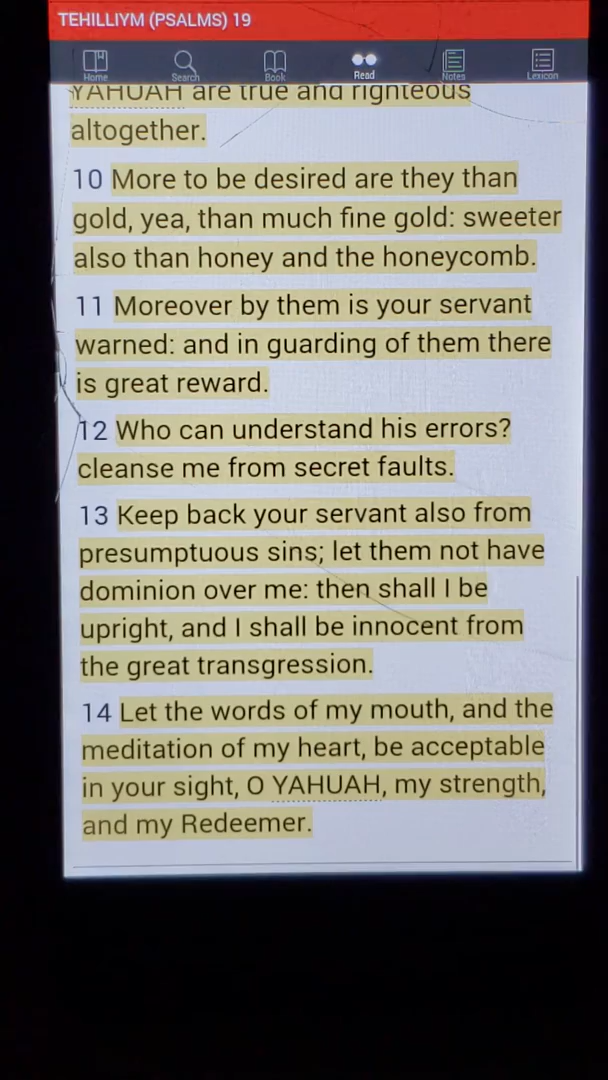 TEHILLIYM (PSALMS) 19
Home Search Book Read Notes Lexicon
YAHUAH are true and righteous
altogether.
10 More to be desired are they than
gold, yea, than much fine gold: sweeter
also than honey and the honeycomb.
11 Moreover by them is your servant
warned: and in guarding of them there
is great reward.
12 Who can understand his errors?
cleanse me from secret faults.
13 Keep back your servant also from
presumptuous sins; let them not have
dominion over me: then shall I be
upright, and I shall be innocent from
the great transgression.
14 Let the words of my mouth, and the
meditation of my heart, be acceptable
in your sight, O YAHUAH, my strength,
and my Redeemer.